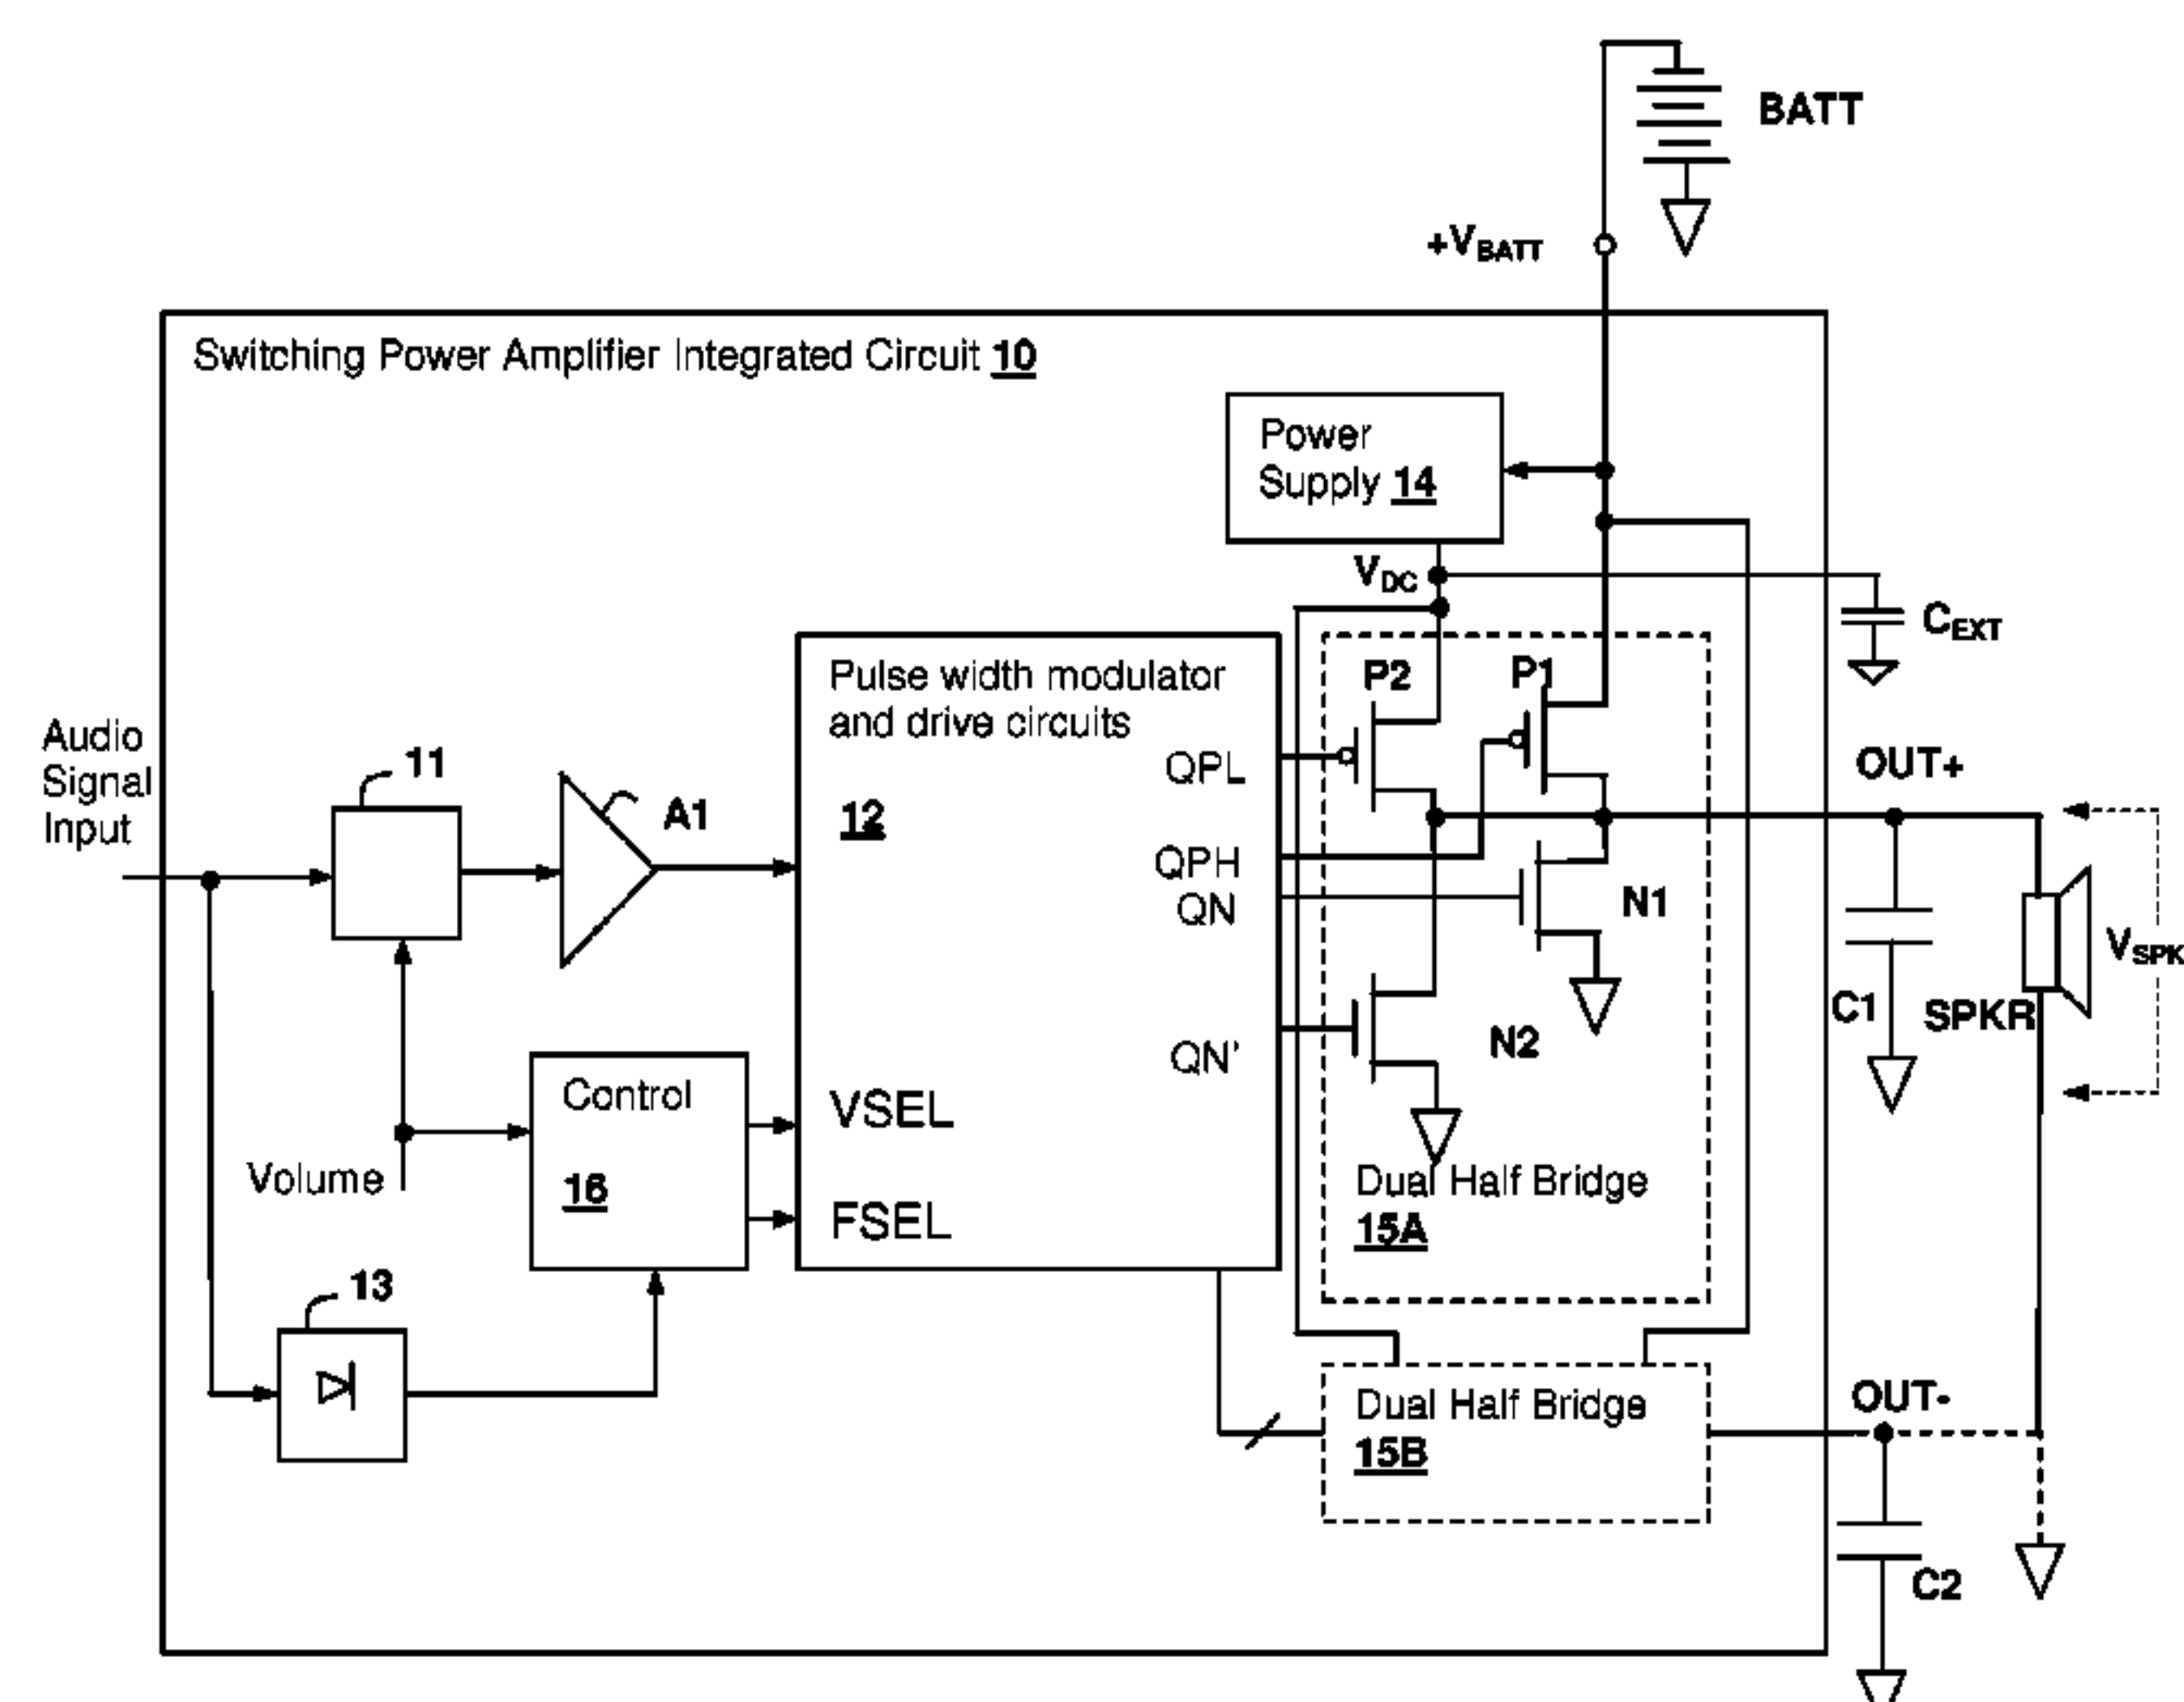 BATT
+VBATT
Switching Power Amplifier Integrated Circuit 10
Power
Supply 14
VDC
CEXT
Pulse width modulator
and drive circuits
12
P2
P1
QPL
QPH
QN
QN'
VSEL
FSEL
Audio
Signal
Input
11
A1
OUT+
N1
N2
C1
SPKR
VSPK
Control
16
Volume
13
Dual Half Bridge
15A
Dual Half Bridge
15B
OUT-
C2